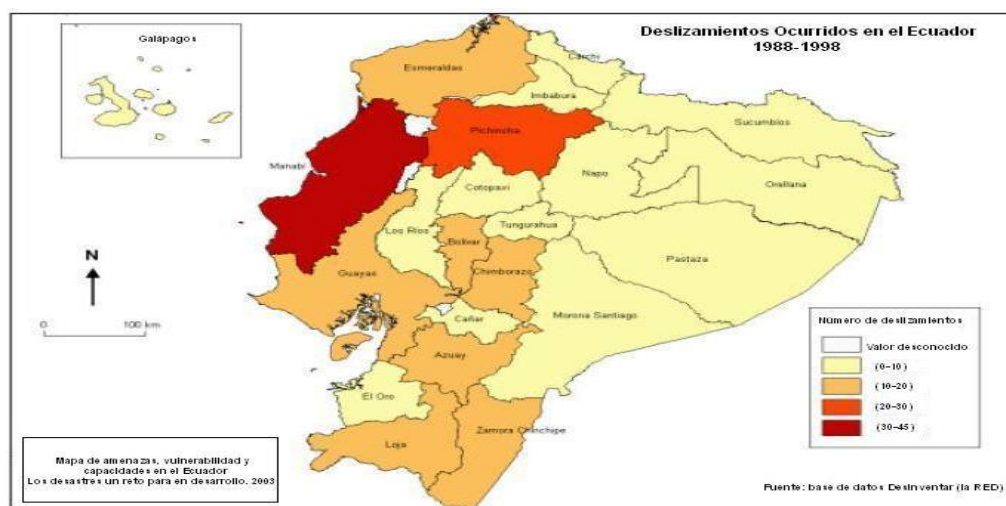 Galápagos
Deslizamientos Ocurridos en el Ecuador
1988-1998
Esmeraldas
Carchi
Imbabura
Sucumbios
Pichincha
Manabí
Napo
Orellana
Cotopaxi
Tungurahua
Los Ríos
Bolívar
Pastaza
Chimborazo
Guayas
N
0
100 km
Cañar
Morona Santiago
Azuay
El Oro
Loja
Zamora Chinchipe
Número de deslizamientos
Valor desconocido
(0-10)
(10-20)
(20-30)
(30-45)
Mapa de amenazas, vulnerabilidad y
capacidades en el Ecuador
Los desastres un reto para en desarrollo. 2003
Fuente: base de datos Desinventar (la RED)